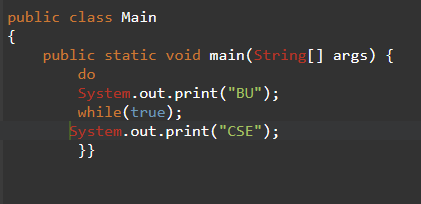 public class Main
{
    public static void main(String[] args) {
        do
        System.out.print("BU");
        while(true);
       System.out.print("CSE");
        }}